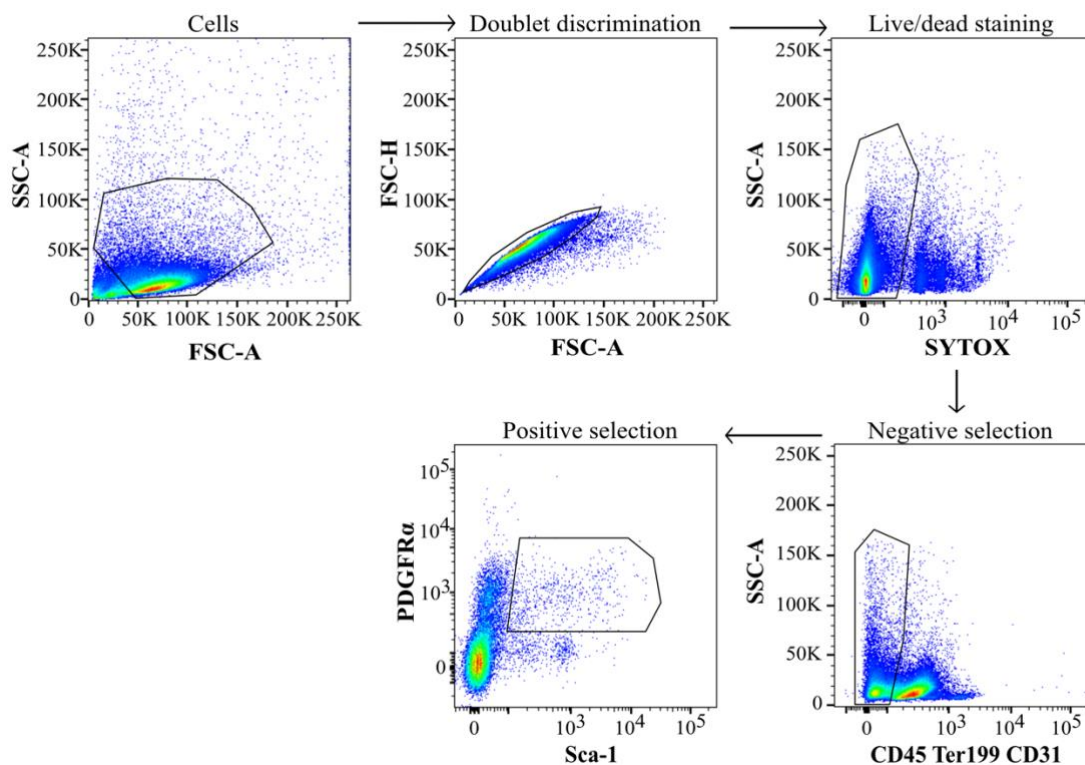 Cells
Doublet discrimination
Live/dead staining
250K
200K
150K
100K
50K
0
SSC-A
0 50K 100K 150K 200K 250K
FSC-A
250K
200K
150K
100K
50K
0
FSC-H
0 50K 100K 150K 200K 250K
FSC-A
250K
200K
150K
100K
50K
0
SSC-A
0 10³ 10⁴ 10⁵
SYTOX
Positive selection
Negative selection
10⁵
10⁴
10³
0
PDGFRα
0 10³ 10⁴ 10⁵
Sca-1
250K
200K
150K
100K
50K
0
SSC-A
0 10³ 10⁴ 10⁵
CD45 Ter199 CD31